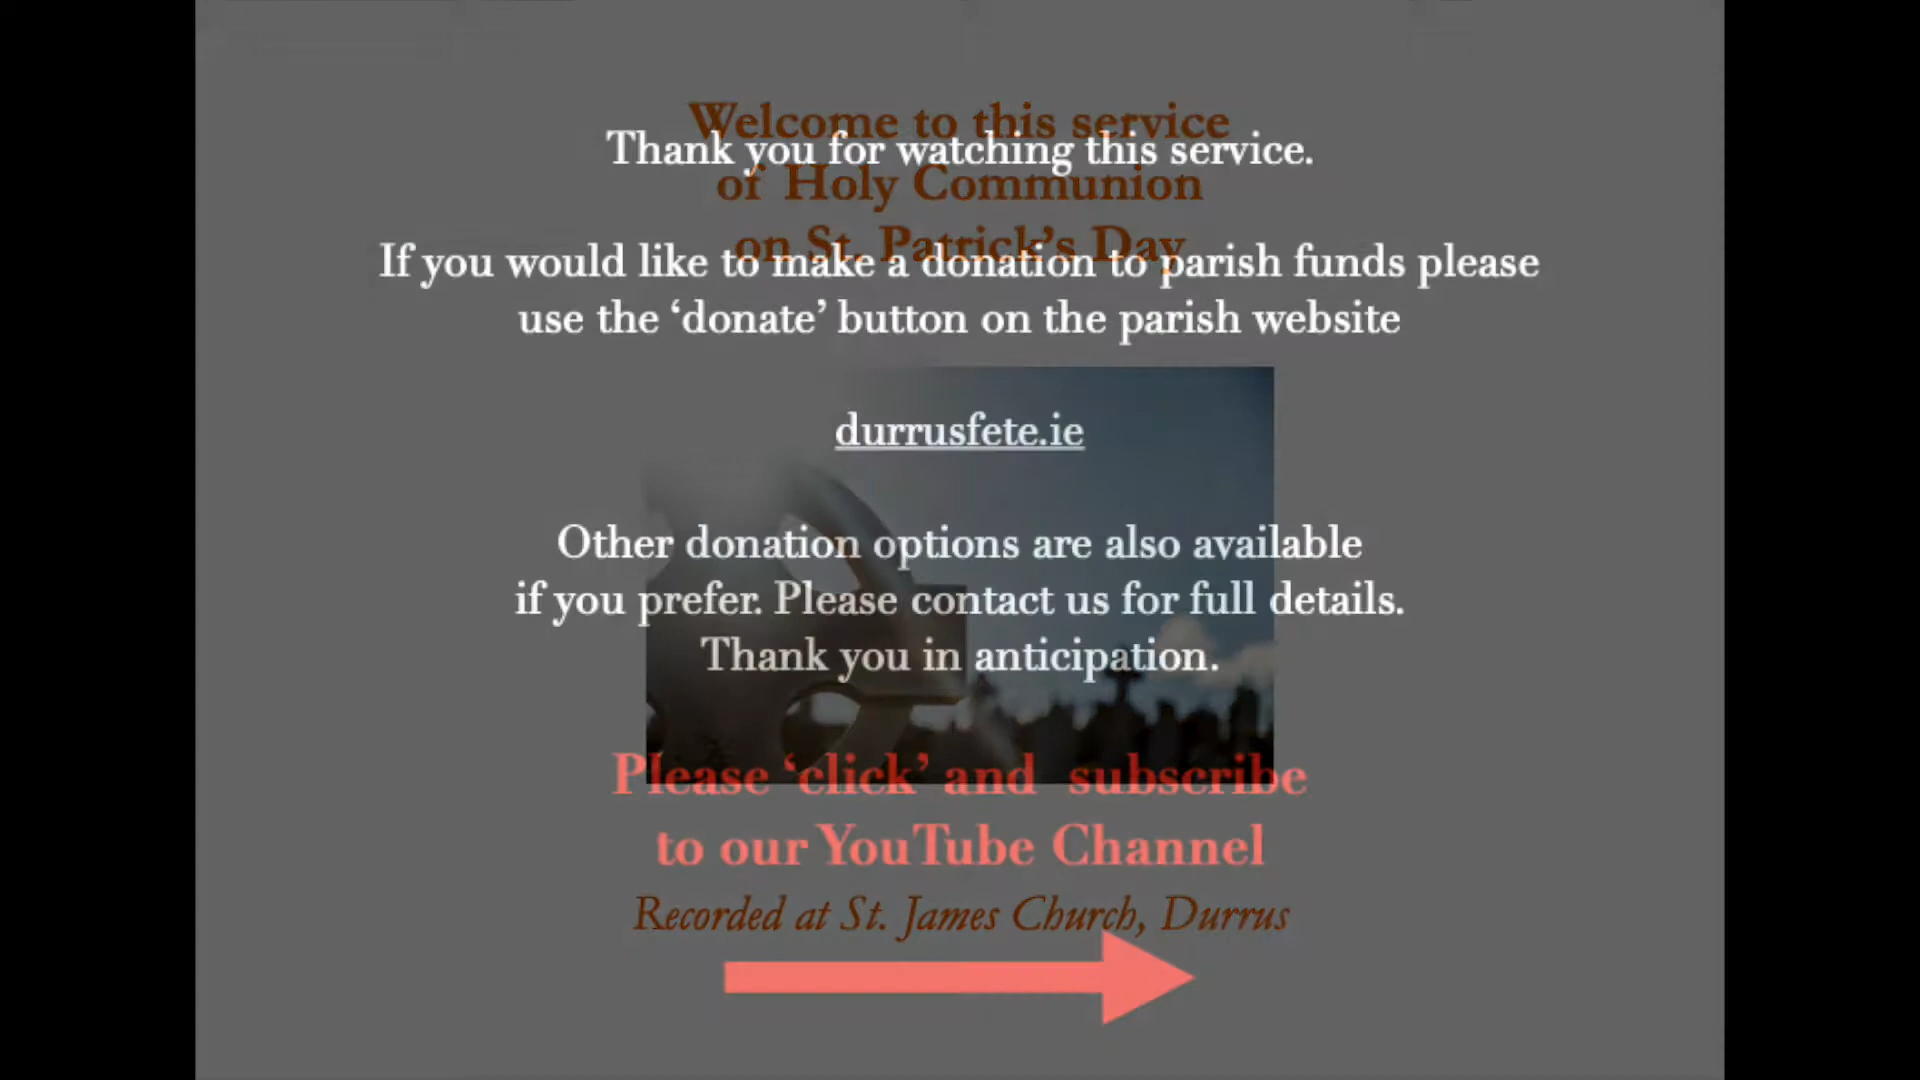 Welcome to this service
of Holy Communion
on St. Patrick's Day
Thank you for watching this service.
If you would like to make a donation to parish funds please
use the ‘donate’ button on the parish website
durrusfete.ie
Other donation options are also available
if you prefer. Please contact us for full details.
Thank you in anticipation.
Please ‘click’ and subscribe
to our YouTube Channel
Recorded at St. James Church, Durrus